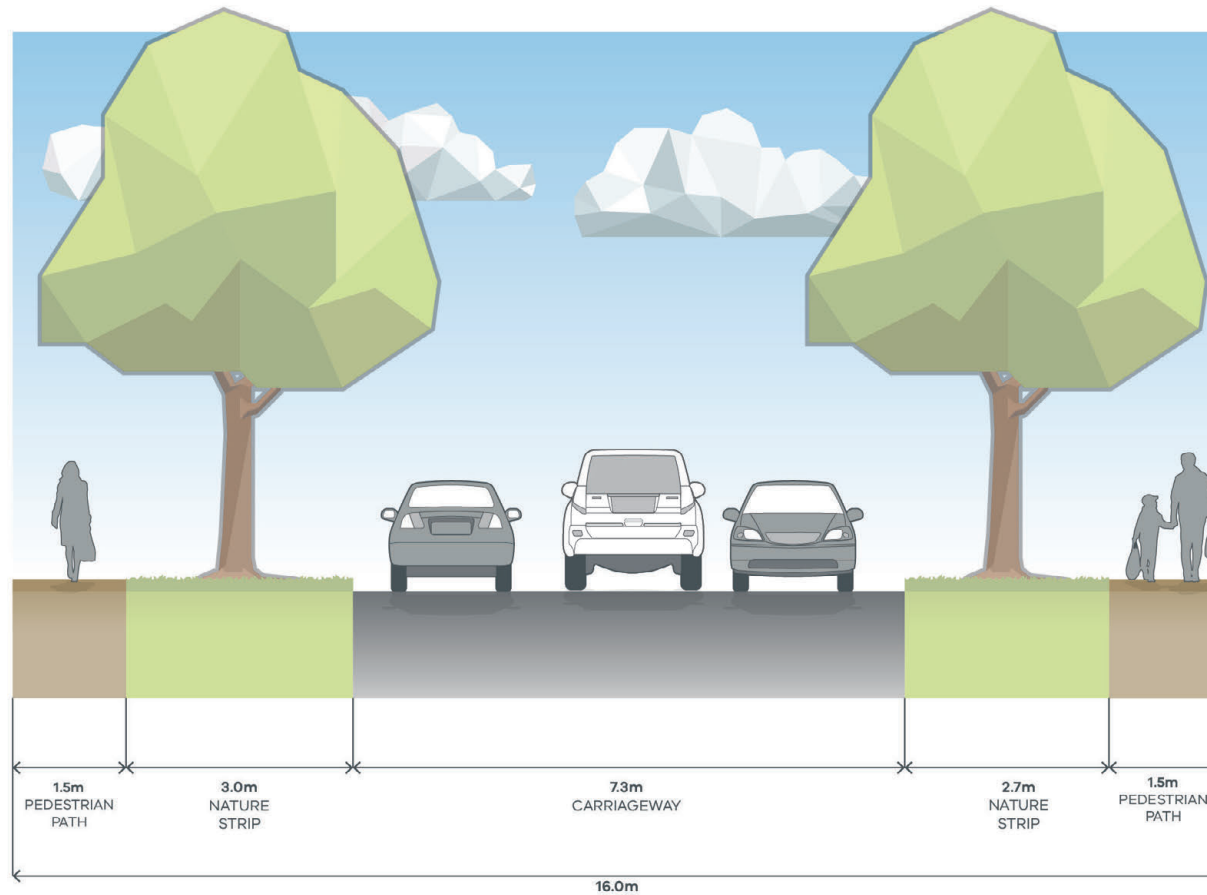 1.5m
PEDESTRIAN
PATH
3.0m
NATURE
STRIP
7.3m
CARRIAGEWAY
2.7m
NATURE
STRIP
1.5m
PEDESTRIAN
PATH
16.0m